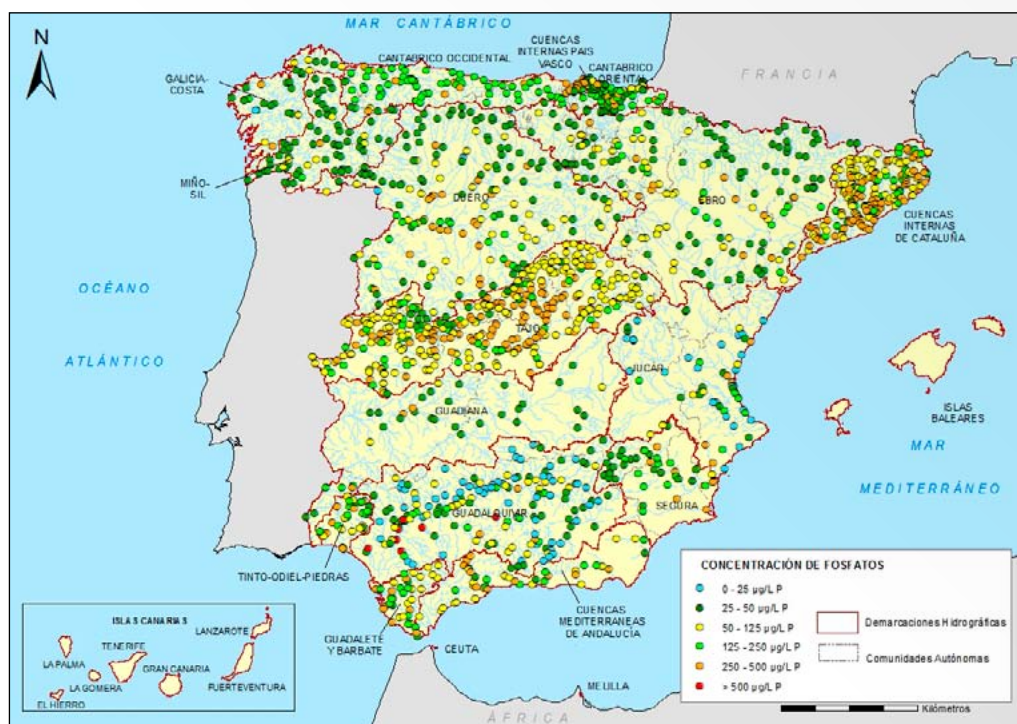 MAR CANTÁBRICO
N
CUENCAS
INTERNAS PAIS
VASCO
CANTABRICO OCCIDENTAL
CANTABRICO
ORIENTAL
FRANCIA
GALICIA-
COSTA
MIÑO-
SIL
DUERO
EBRO
CUENCAS
INTERNAS
DE CATALUÑA
OCÉANO
ATLÁNTICO
TAJO
JUCAR
GUADIANA
ISLAS
BALEARES
MAR
MEDITERRÁNEO
SEGURA
GUADALQUIVIR
TINTO-ODIEL-PIEDRAS
GUADALETE
Y BARBATE
CUENCAS
MEDITERRANEAS
DE ANDALUCÍA
CEUTA
MELILLA
ÁFRICA
ISLAS CANARIAS
LANZAROTE
LA PALMA
TENERIFE
GRAN CANARIA
LA GOMERA
EL HIERRO
FUERTEVENTURA
CONCENTRACIÓN DE FOSFATOS
0 - 25 µg/L P
25 - 50 µg/L P
50 - 125 µg/L P
125 - 250 µg/L P
250 - 500 µg/L P
> 500 µg/L P
Demarcaciones Hidrográficas
Comunidades Autónomas
Kilómetros